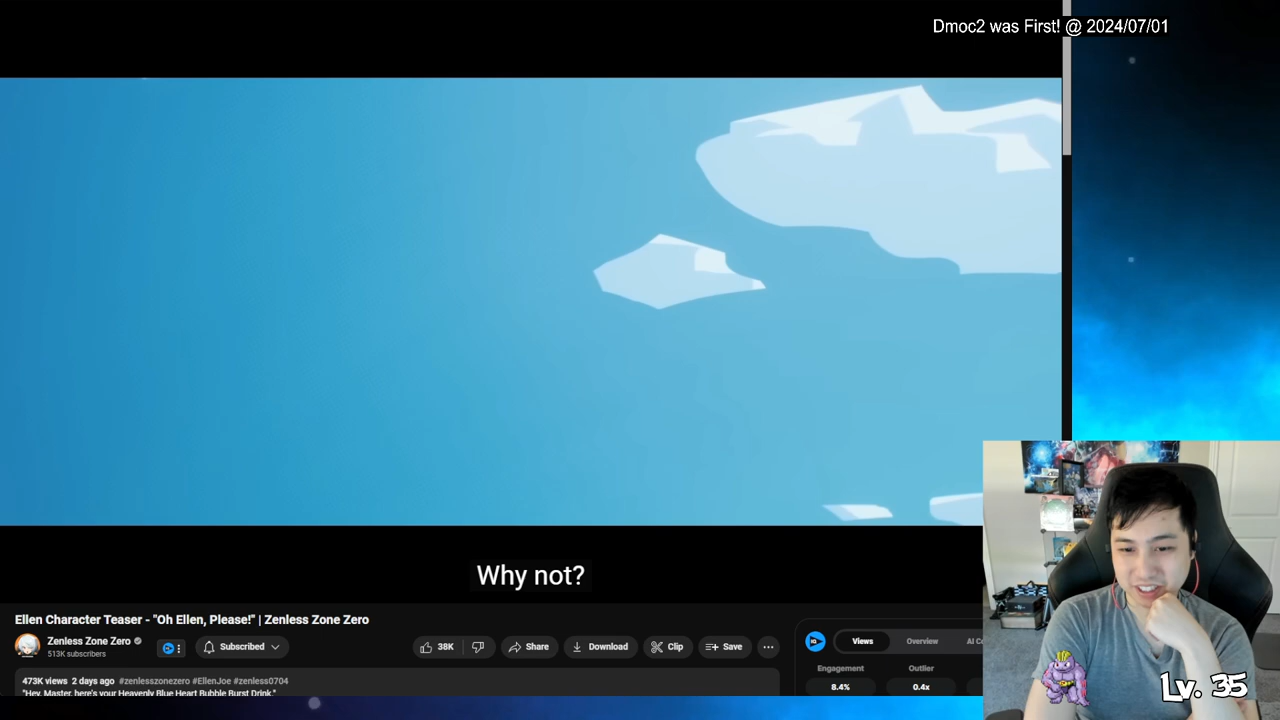 Dmoc2 was First! @ 2024/07/01
Why not?
Ellen Character Teaser - "Oh Ellen, Please!" | Zenless Zone Zero
Zenless Zone Zero
513K subscribers
Subscribed
38K
Share
Download
Clip
Save
Views
Overview
AI Co
Engagement
Outlier
8.4%
0.4x
473K views 2 days ago #zenlesszonezero #EllenJoe #zenless0704
"Hey, Master, here's your Heavenly Blue Heart Bubble Burst Drink."
Lv. 35